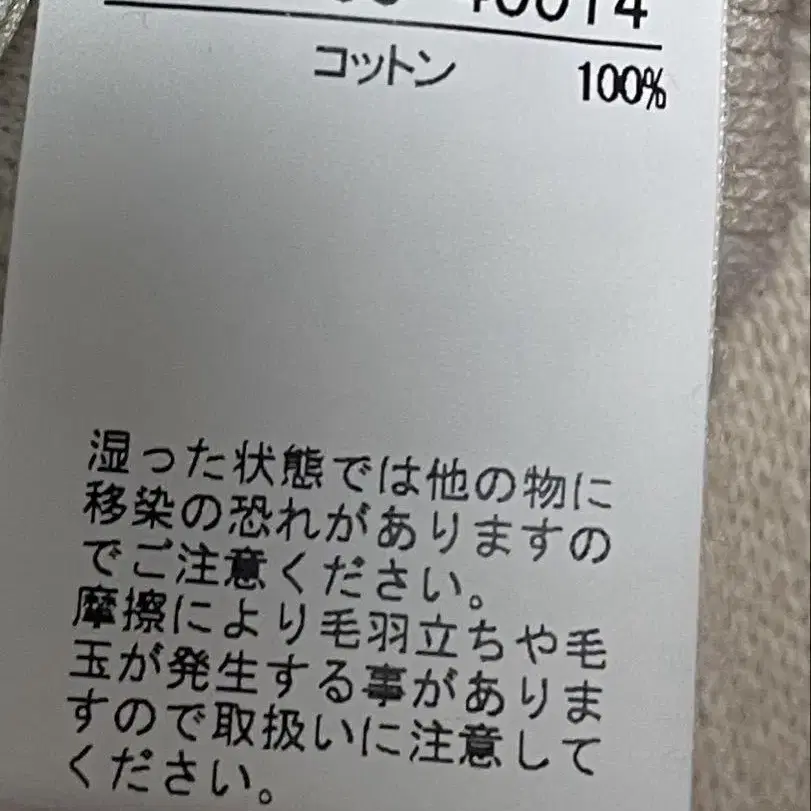 コットン 100%
湿った状態では他の物に
移染の恐れがありますの
でご注意ください。
摩擦により毛羽立ちや毛
玉が発生する事がありま
すので取扱いに注意して
ください。